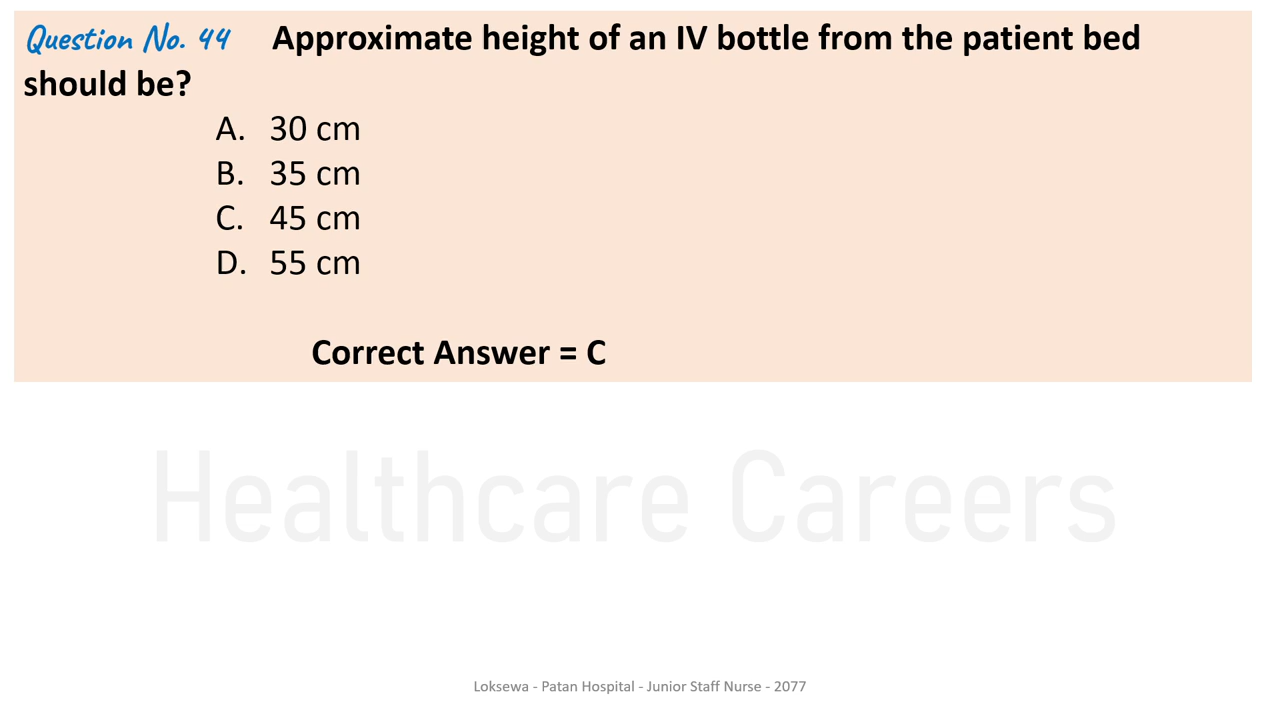 Question No. 44 Approximate height of an IV bottle from the patient bed
should be?
A. 30 cm
B. 35 cm
C. 45 cm
D. 55 cm
Correct Answer = C
Healthcare Careers
Loksewa - Patan Hospital - Junior Staff Nurse - 2077